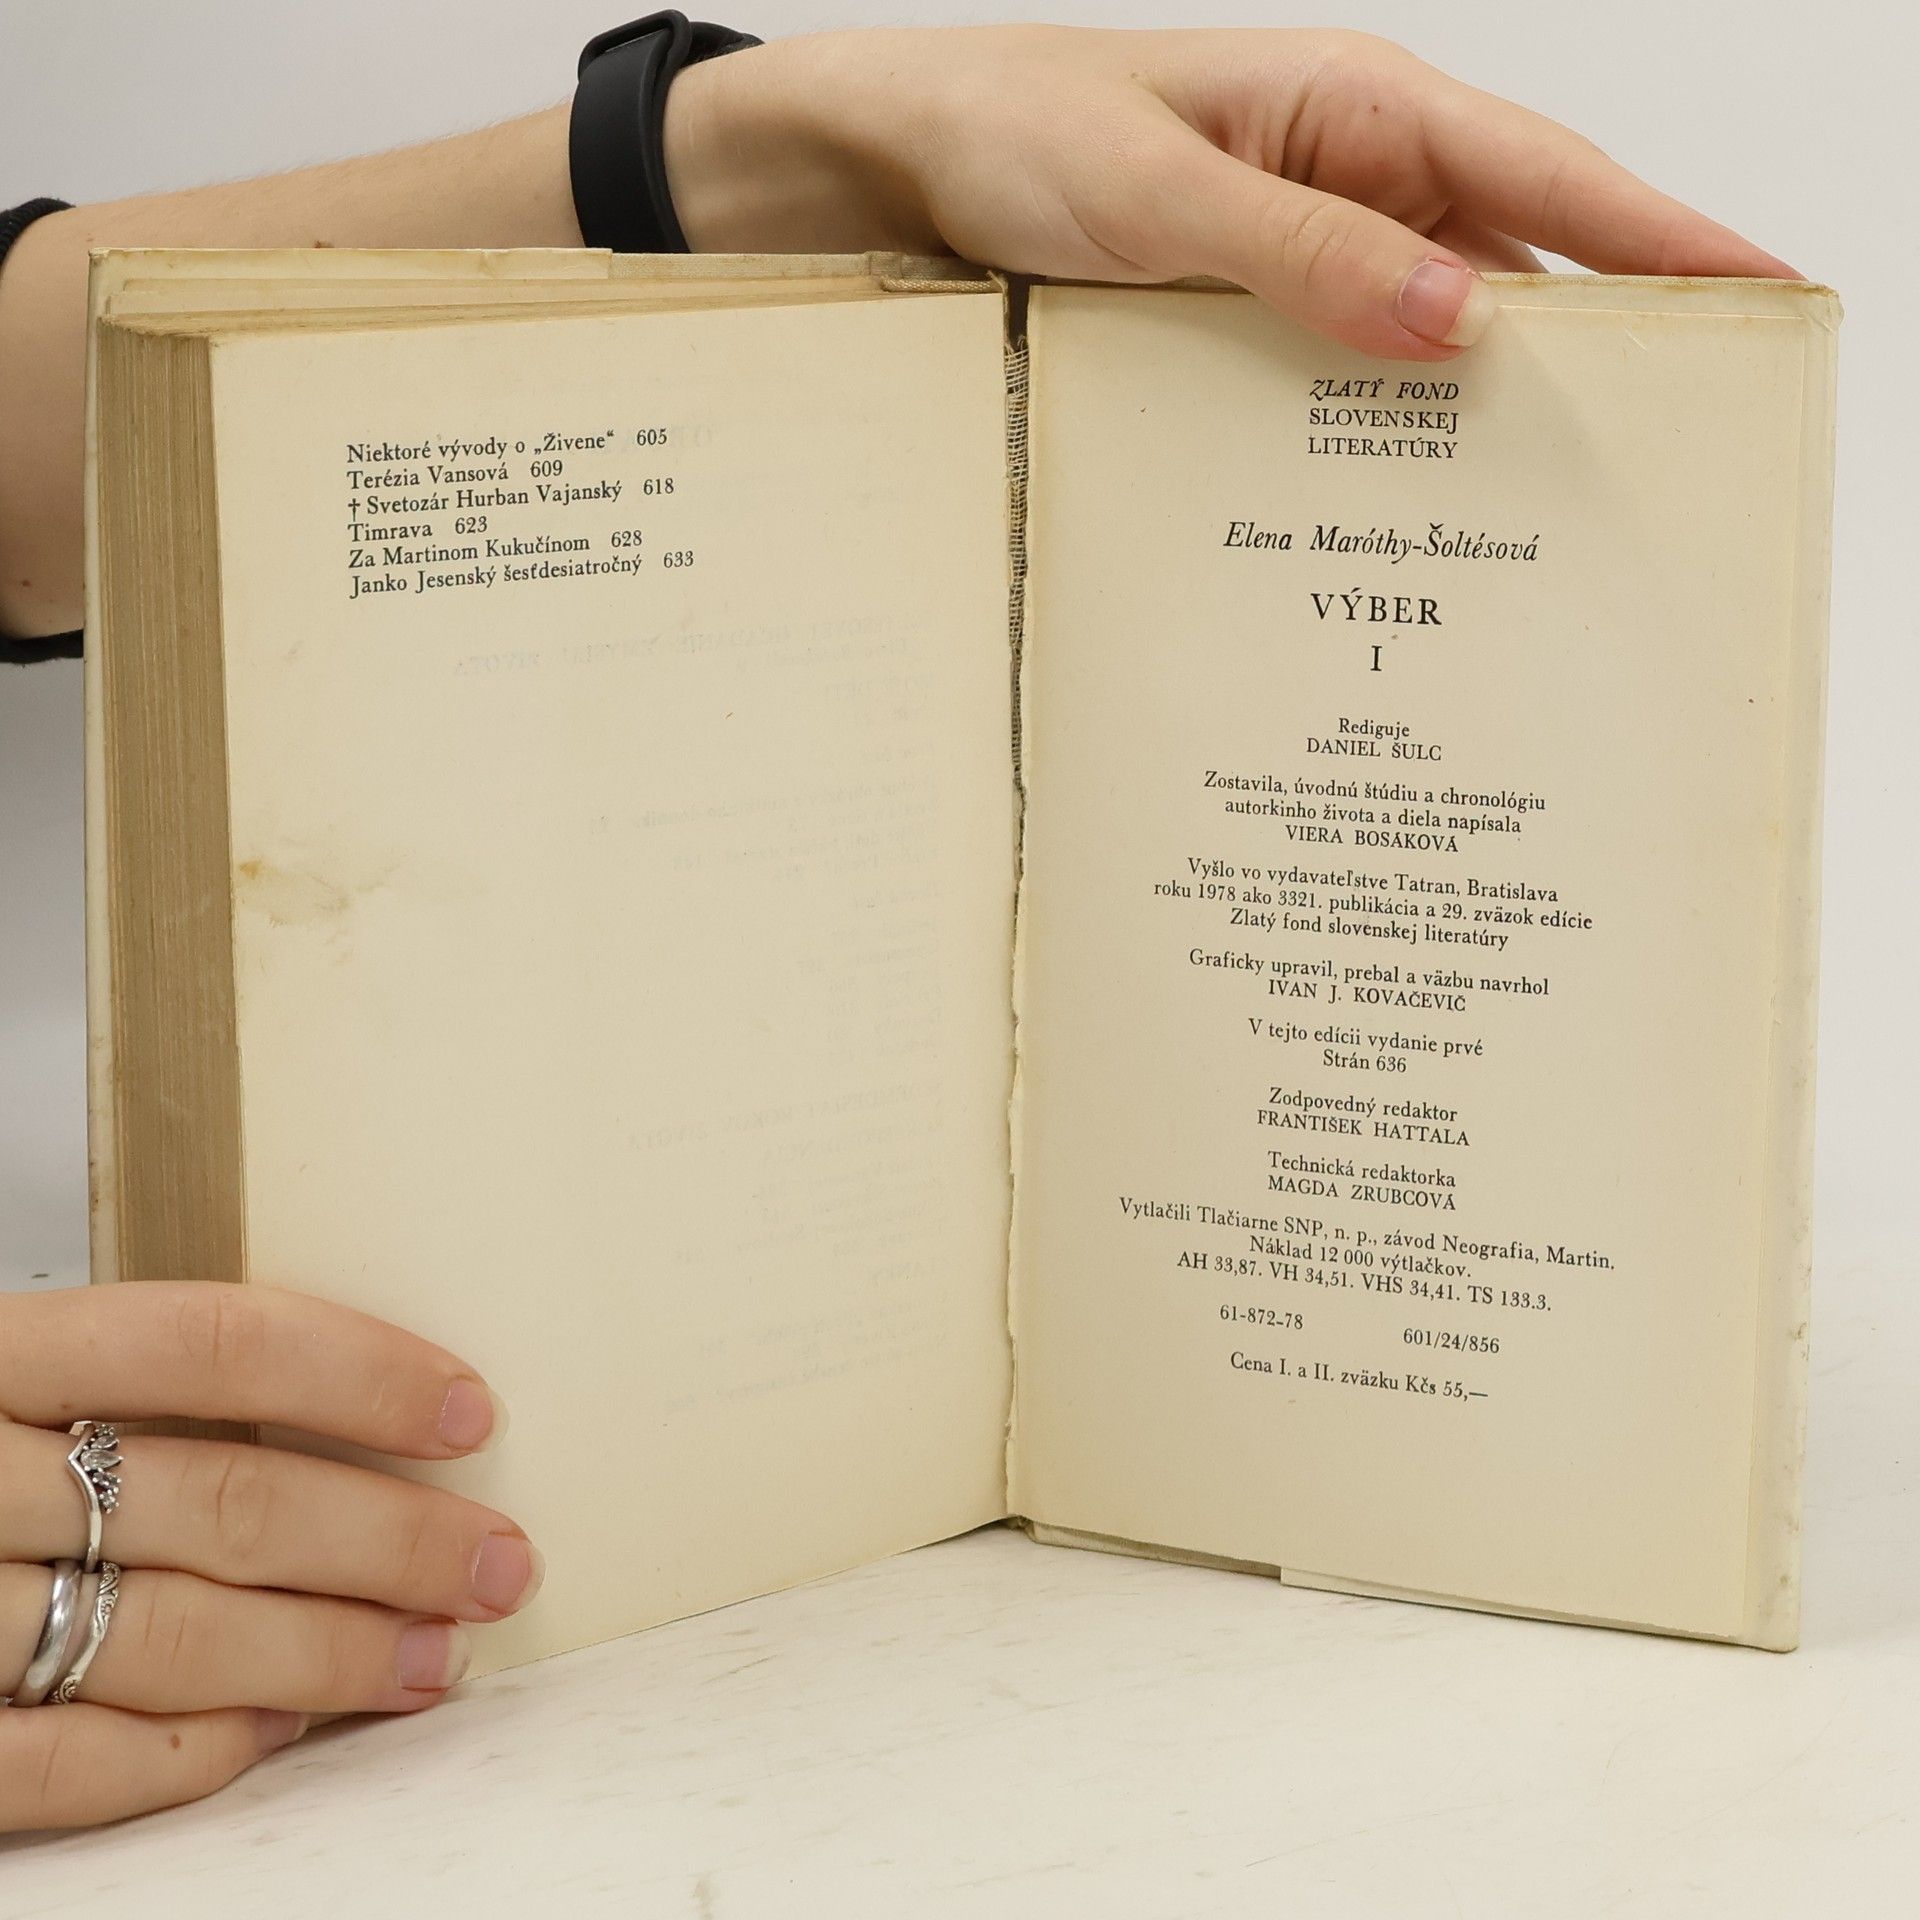 Niektoré vývody o „Živene“ 605
Terézia Vansová 609
† Svetozár Hurban Vajanský 618
Timrava 623
Za Martinom Kukučínom 628
Janko Jesenský šesťdesiatročný 633
ZLATÝ FOND
SLOVENSKEJ
LITERATÚRY
Elena Maróthy-Šoltésová
VÝBER
I
Rediguje
DANIEL ŠULC
Zostavila, úvodnú štúdiu a chronológiu
autorkinho života a diela napísala
VIERA BOSÁKOVÁ
Vyšlo vo vydavateľstve Tatran, Bratislava
roku 1978 ako 3321. publikácia a 29. zväzok edície
Zlatý fond slovenskej literatúry
Graficky upravil, prebal a väzbu navrhol
IVAN J. KOVAČEVIČ
V tejto edícii vydanie prvé
Strán 636
Zodpovedný redaktor
FRANTIŠEK HATTALA
Technická redaktorka
MAGDA ZRUBCOVÁ
Vytlačili Tlačiarne SNP, n. p., závod Neografia, Martin.
Náklad 12 000 výtlačkov.
AH 33,87. VH 34,51. VHS 34,41. TS 133.3.
61-872-78 601/24/856
Cena I. a II. zväzku Kčs 55,—